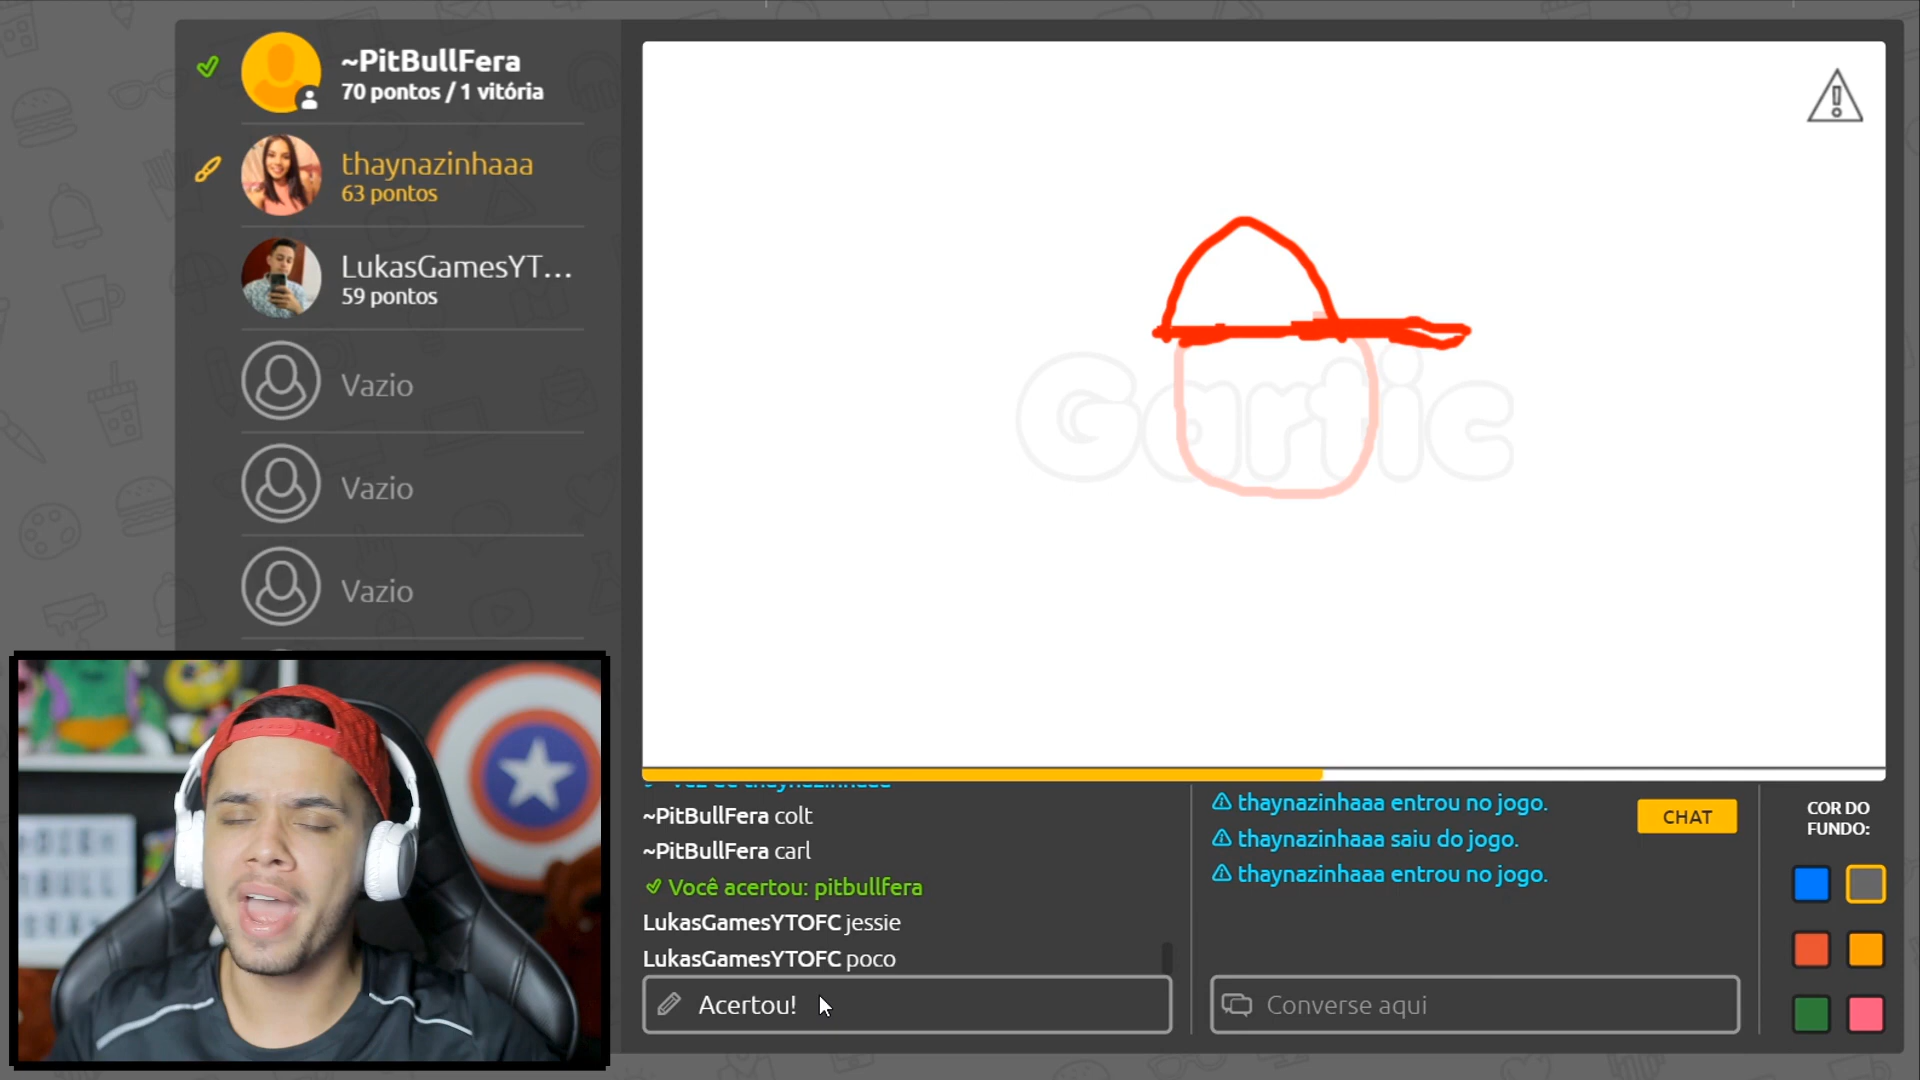 ~PitBullFera
70 pontos / 1 vitória
thaynazinhaaa
63 pontos
LukasGamesYT...
59 pontos
Vazio
Vazio
Vazio
Gartic
~PitBullFera colt
~PitBullFera carl
Você acertou: pitbullfera
LukasGamesYTOFC jessie
LukasGamesYTOFC poco
Acertou!
thaynazinhaaa entrou no jogo.
thaynazinhaaa saiu do jogo.
thaynazinhaaa entrou no jogo.
CHAT
Converse aqui
COR DO
FUNDO: